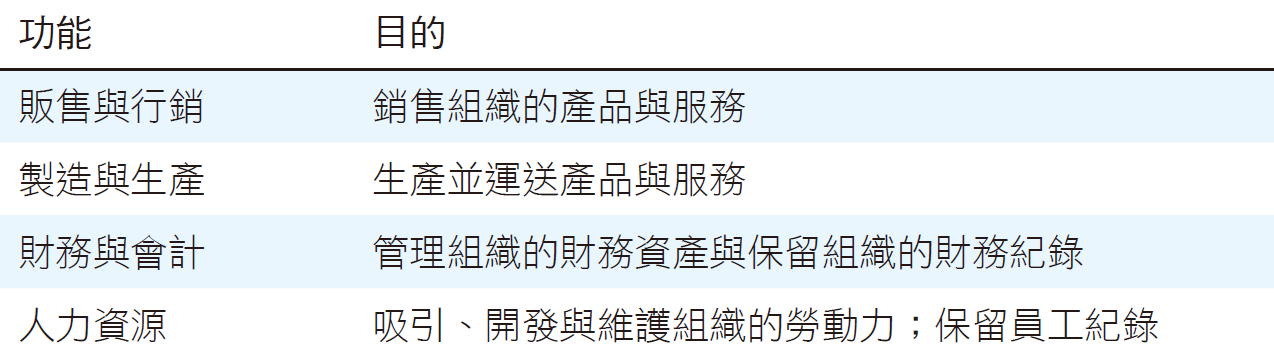 功能 目的
販售與行銷 銷售組織的產品與服務
製造與生產 生產並運送產品與服務
財務與會計 管理組織的財務資產與保留組織的財務紀錄
人力資源 吸引、開發與維護組織的勞動力；保留員工紀錄